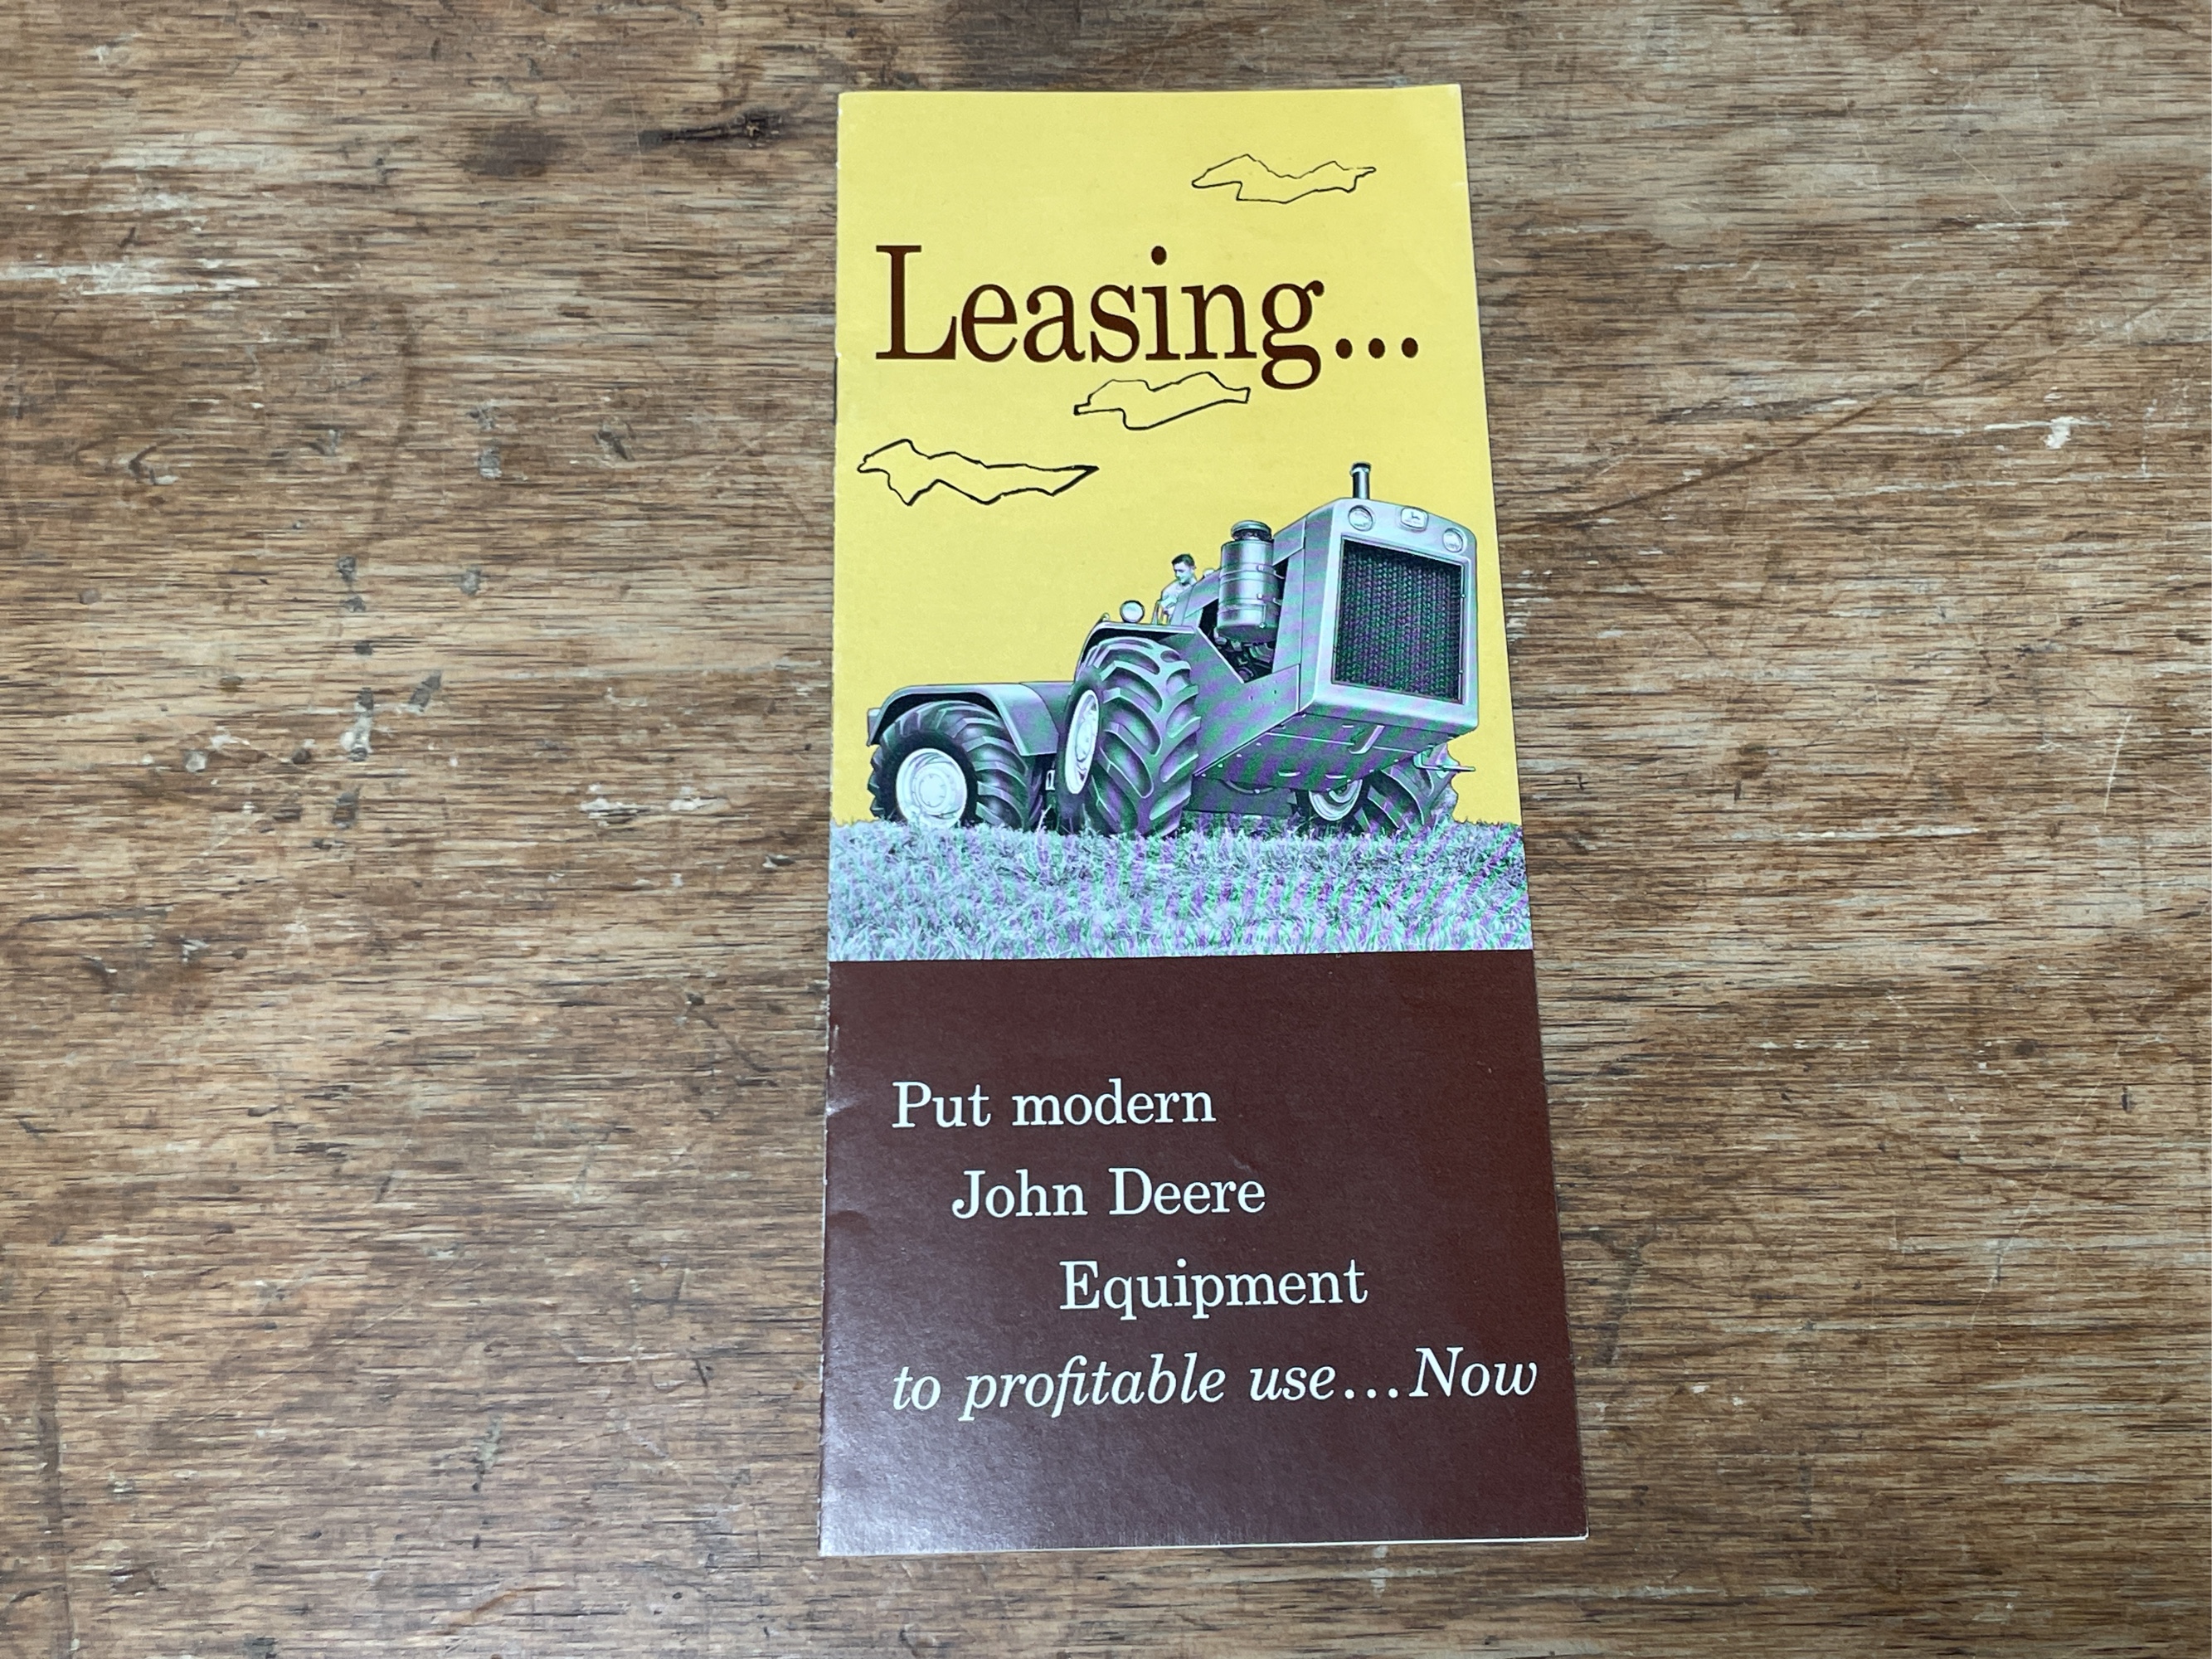 Leasing...
Put modern
John Deere
Equipment
to profitable use...Now